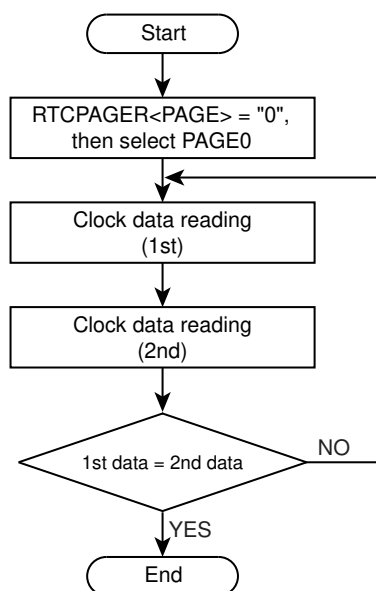 Start
RTCPAGER<PAGE> = "0",
then select PAGE0
Clock data reading
(1st)
Clock data reading
(2nd)
1st data = 2nd data
NO
YES
End